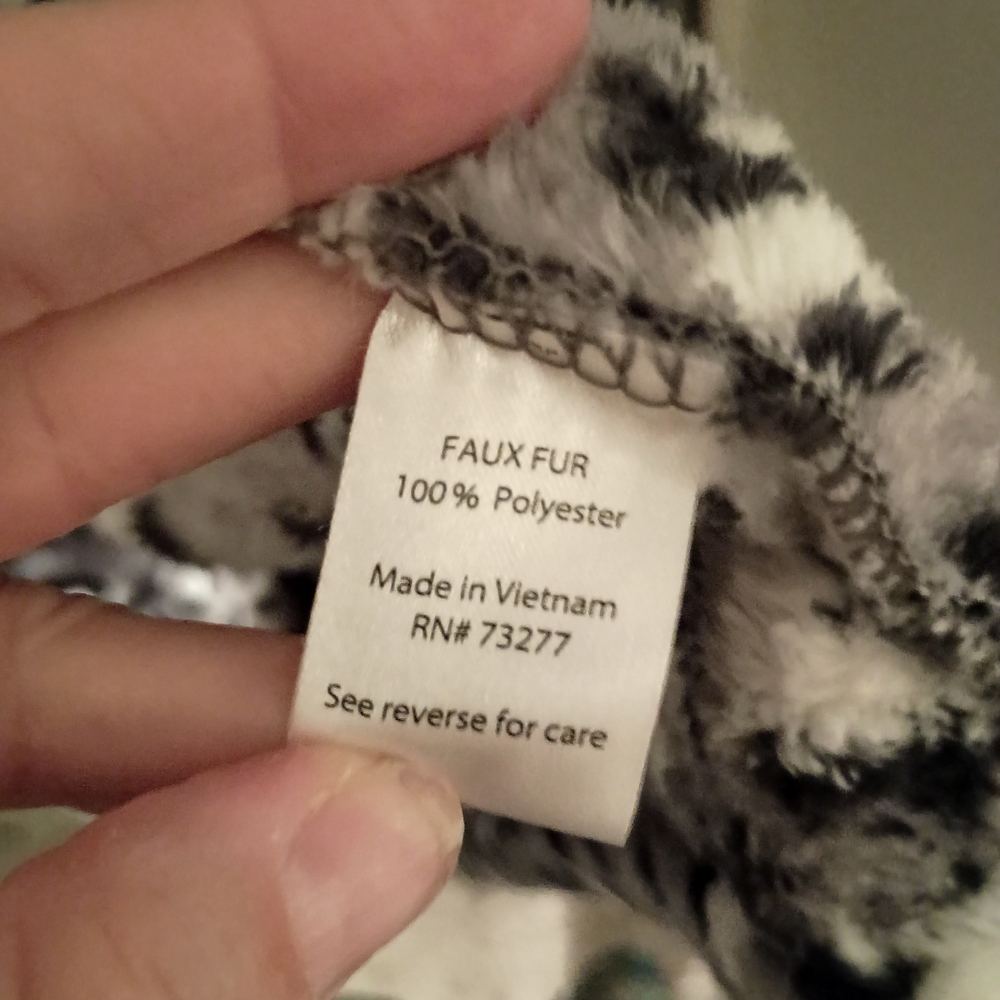 FAUX FUR
100% Polyester
Made in Vietnam
RN# 73277
See reverse for care